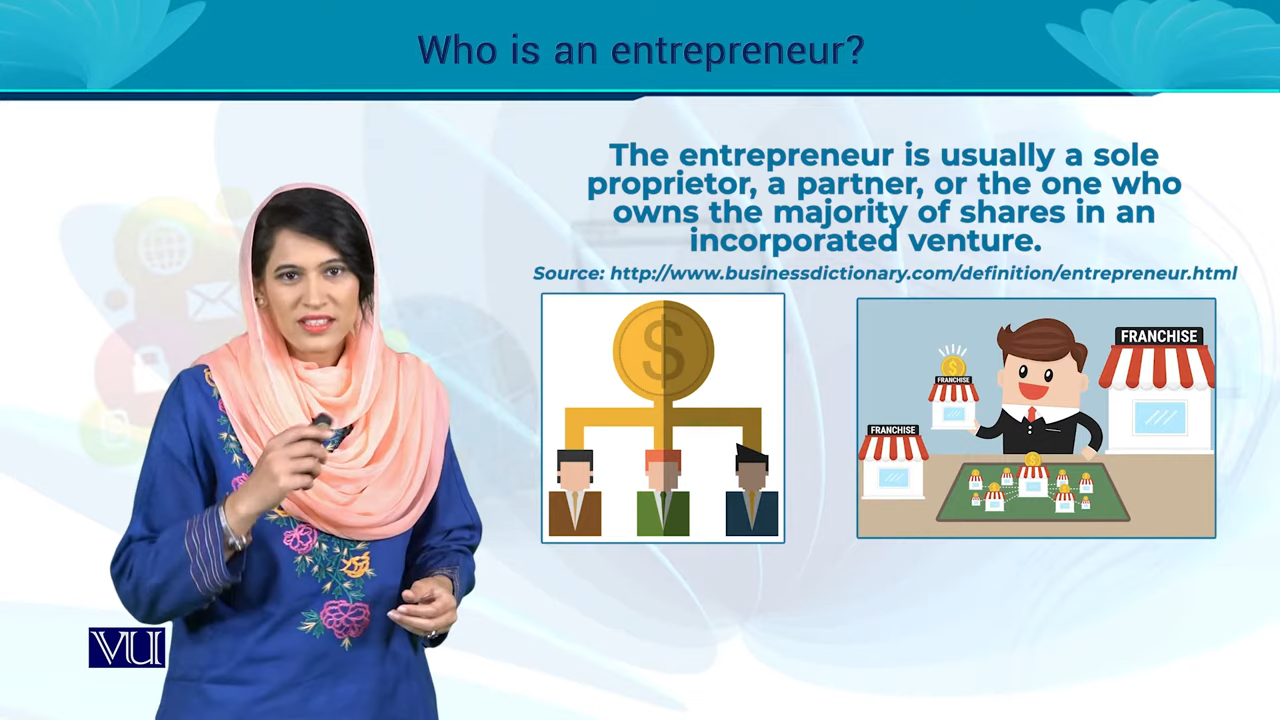 Who is an entrepreneur?
The entrepreneur is usually a sole
proprietor, a partner, or the one who
owns the majority of shares in an
incorporated venture.
Source: http://www.businessdictionary.com/definition/entrepreneur.html
$
FRANCHISE
$
FRANCHISE
FRANCHISE
VU